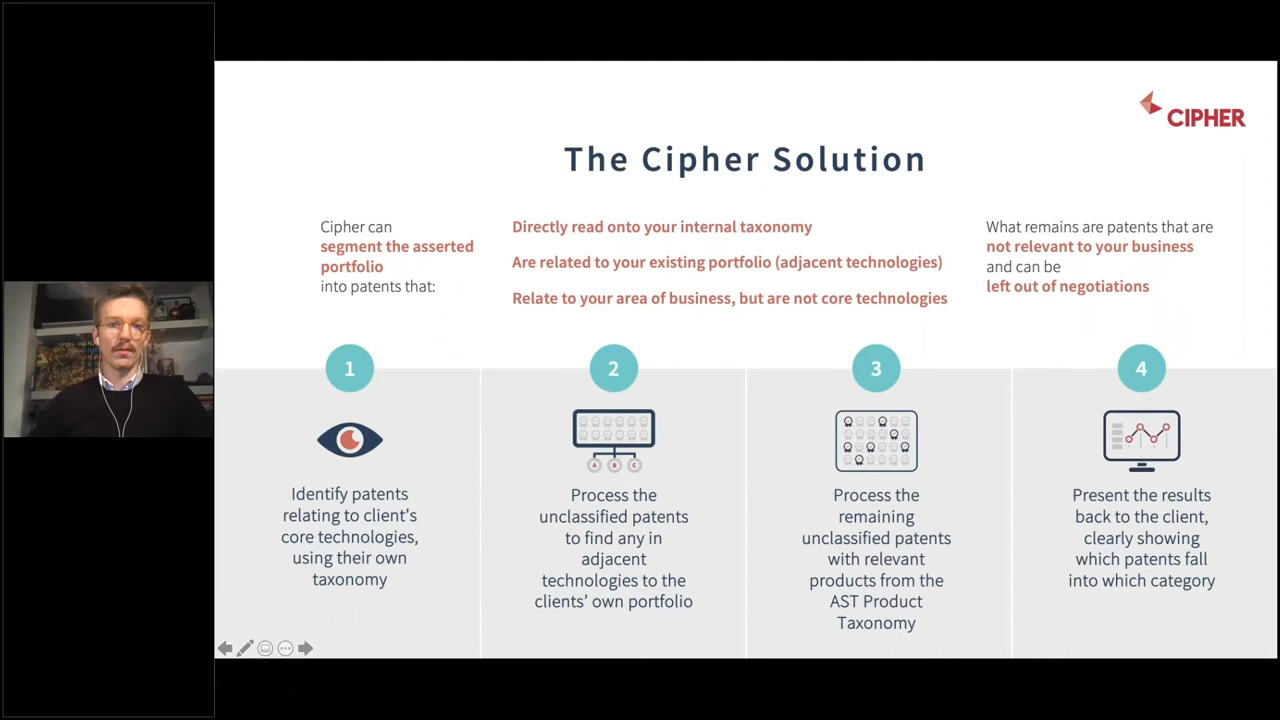 CIPHER
The Cipher Solution
Cipher can
segment the asserted
portfolio
into patents that:
Directly read onto your internal taxonomy
Are related to your existing portfolio (adjacent technologies)
Relate to your area of business, but are not core technologies
What remains are patents that are
not relevant to your business
and can be
left out of negotiations
1
Identify patents
relating to client's
core technologies,
using their own
taxonomy
2
A B C
Process the
unclassified patents
to find any in
adjacent
technologies to the
clients' own portfolio
3
Process the
remaining
unclassified patents
with relevant
products from the
AST Product
Taxonomy
4
Present the results
back to the client,
clearly showing
which patents fall
into which category